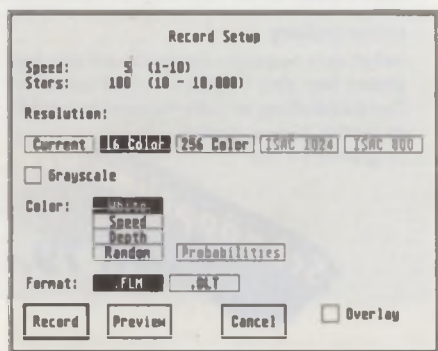 Record Setup
Speed: 5 (1-10)
Stars: 100 (10 - 10,000)
Resolution:
Current 16 Color 256 Color ISAC 1024 ISAC 800
Grayscale
Color: White
Speed
Depth
Random Probabilities
Format: .FLM .DLT
Record Preview Cancel Overlay